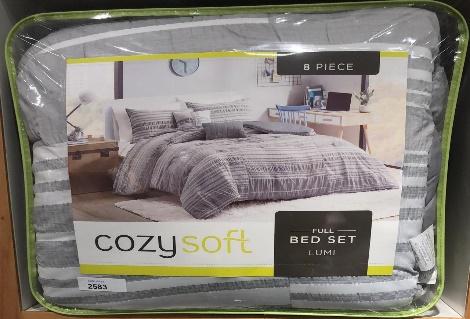 8 PIECE
cozysoft
FULL
BED SET
LUMI
2583